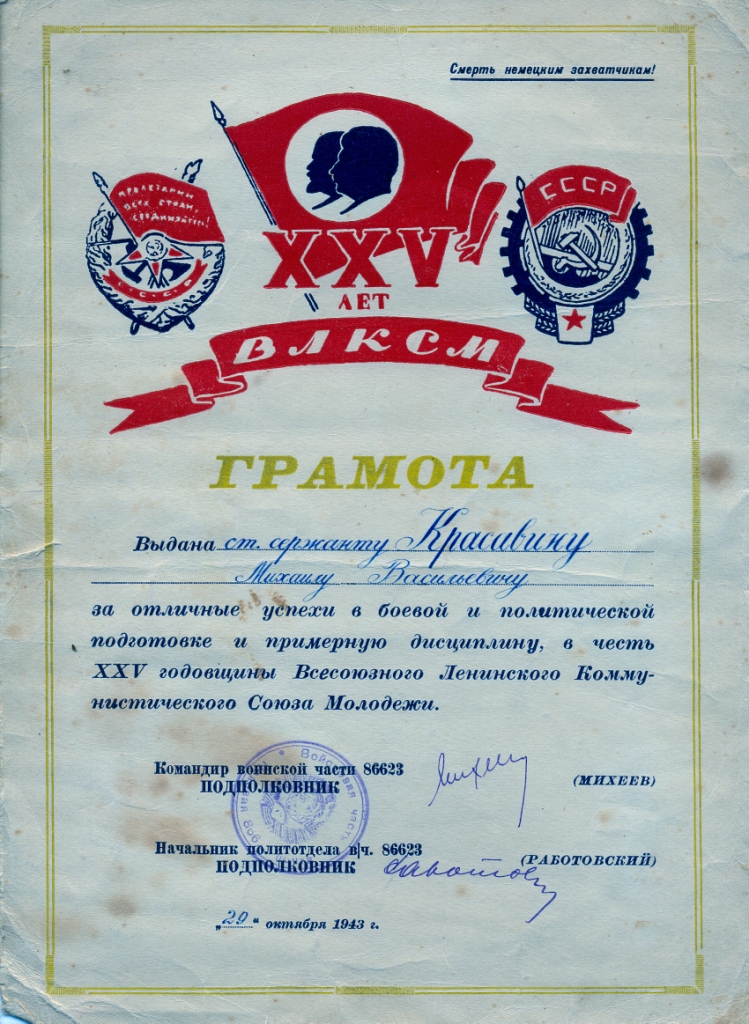 Смерть немецким захватчикам!
ПРОЛЕТАРИИ
ВСЕХ СТРАН,
СОЕДИНЯЙТЕСЬ!
С.С.С.Р
СССР
XXV
ЛЕТ
ВЛКСМ
ГРАМОТА
Выдана ст. сержанту Красавину
Михаилу Васильевичу
за отличные успехи в боевой и политической
подготовке и примерную дисциплину, в честь
XXV годовщины Всесоюзного Ленинского Комму-
нистического Союза Молодежи.
Командир воинской части 86623
ПОДПОЛКОВНИК
(МИХЕЕВ)
Войсковая часть
Начальник политотдела в|ч. 86623
ПОДПОЛКОВНИК
(РАБОТОВСКИЙ)
„29“ октября 1943 г.